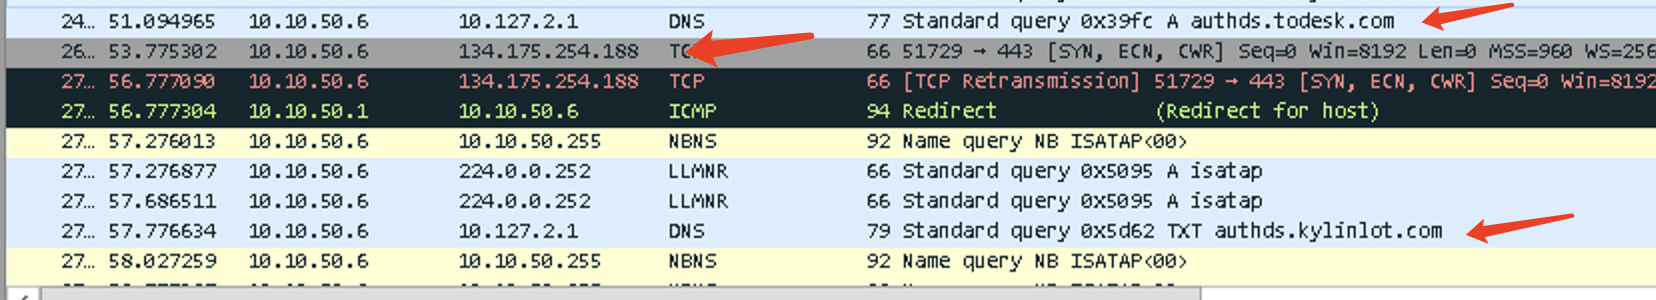 24… 51.094965 10.10.50.6 10.127.2.1 DNS 77 Standard query 0x39fc A authds.todesk.com
26… 53.775302 10.10.50.6 134.175.254.188 TC 66 51729 → 443 [SYN, ECN, CWR] Seq=0 Win=8192 Len=0 MSS=960 WS=256
27… 56.777090 10.10.50.6 134.175.254.188 TCP 66 [TCP Retransmission] 51729 → 443 [SYN, ECN, CWR] Seq=0 Win=8192
27… 56.777304 10.10.50.1 10.10.50.6 ICMP 94 Redirect (Redirect for host)
27… 57.276013 10.10.50.6 10.10.50.255 NBNS 92 Name query NB ISATAP<00>
27… 57.276877 10.10.50.6 224.0.0.252 LLMNR 66 Standard query 0x5095 A isatap
27… 57.686511 10.10.50.6 224.0.0.252 LLMNR 66 Standard query 0x5095 A isatap
27… 57.776634 10.10.50.6 10.127.2.1 DNS 79 Standard query 0x5d62 TXT authds.kylinlot.com
27… 58.027259 10.10.50.6 10.10.50.255 NBNS 92 Name query NB ISATAP<00>